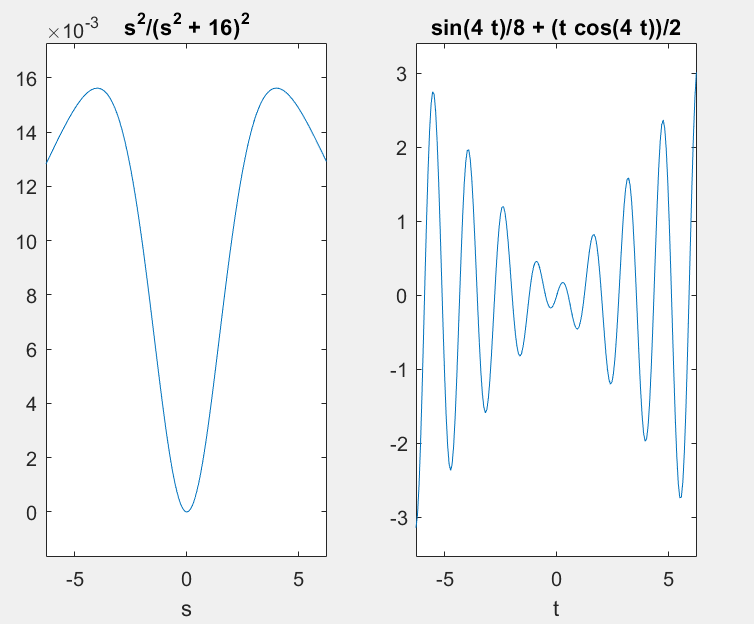 ×10⁻³
s²/(s² + 16)²
16
14
12
10
8
6
4
2
0
-5 0 5
s
sin(4 t)/8 + (t cos(4 t))/2
3
2
1
0
-1
-2
-3
-5 0 5
t